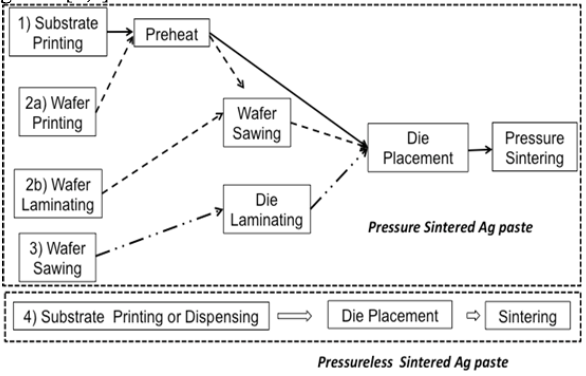 1) Substrate
Printing
Preheat
2a) Wafer
Printing
Wafer
Sawing
Die
Placement
Pressure
Sintering
2b) Wafer
Laminating
Die
Laminating
Pressure Sintered Ag paste
3) Wafer
Sawing
4) Substrate Printing or Dispensing
Die Placement
Sintering
Pressureless Sintered Ag paste